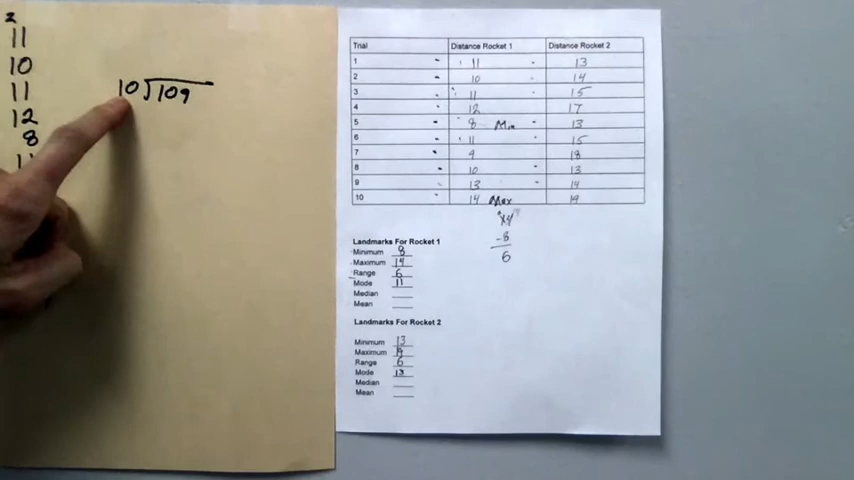 2
11
10
11
12
8
11
10 109
Trial Distance Rocket 1 Distance Rocket 2
1 11 13
2 10 14
3 11 15
4 12 17
5 8 Min 13
6 11 15
7 9 18
8 10 13
9 13 14
10 14 Max 19
14
-8
6
Landmarks For Rocket 1
Minimum 8
Maximum 14
Range 6
Mode 11
Median
Mean
Landmarks For Rocket 2
Minimum 13
Maximum 19
Range 6
Mode 13
Median
Mean